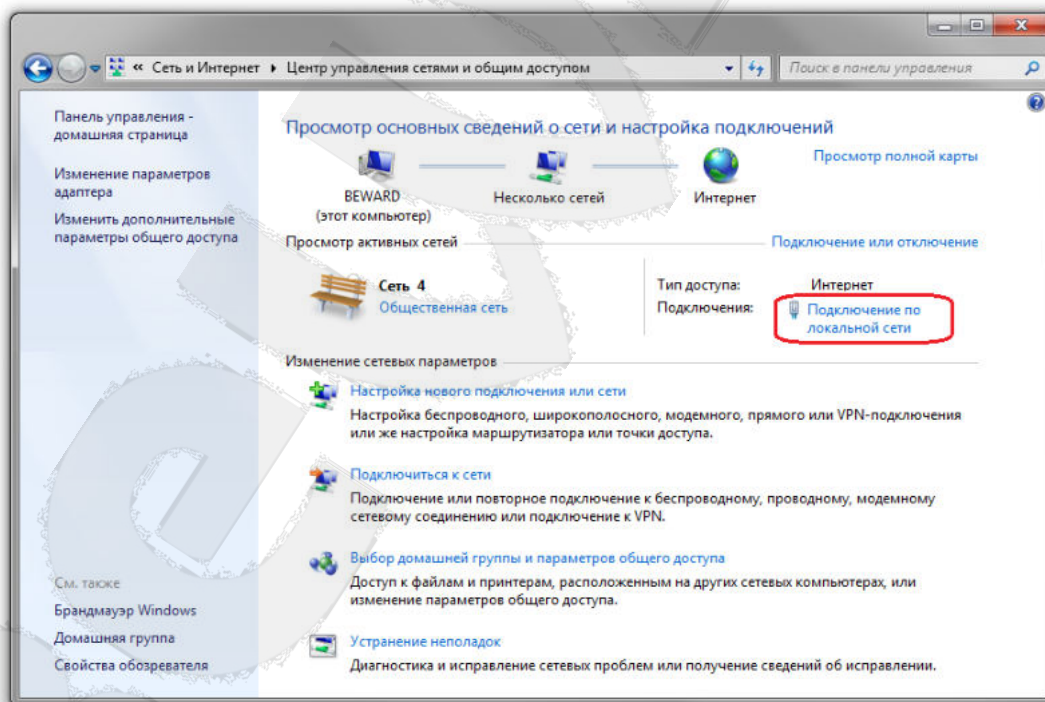 « Сеть и Интернет ▸ Центр управления сетями и общим доступом
Поиск в панели управления
Панель управления -
домашняя страница
Изменение параметров
адаптера
Изменить дополнительные
параметры общего доступа
См. также
Брандмауэр Windows
Домашняя группа
Свойства обозревателя
Просмотр основных сведений о сети и настройка подключений
Просмотр полной карты
BEWARD
(этот компьютер)
Несколько сетей
Интернет
Просмотр активных сетей
Подключение или отключение
Сеть 4
Общественная сеть
Тип доступа: Интернет
Подключения: Подключение по
локальной сети
Изменение сетевых параметров
Настройка нового подключения или сети
Настройка беспроводного, широкополосного, модемного, прямого или VPN-подключения
или же настройка маршрутизатора или точки доступа.
Подключиться к сети
Подключение или повторное подключение к беспроводному, проводному, модемному
сетевому соединению или подключение к VPN.
Выбор домашней группы и параметров общего доступа
Доступ к файлам и принтерам, расположенным на других сетевых компьютерах, или
изменение параметров общего доступа.
Устранение неполадок
Диагностика и исправление сетевых проблем или получение сведений об исправлении.